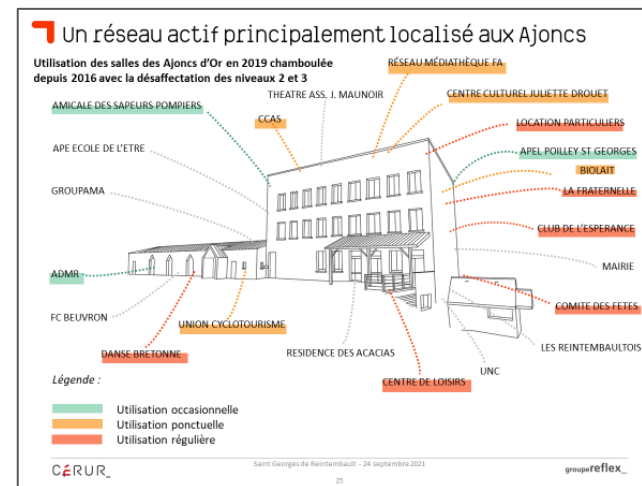 Un réseau actif principalement localisé aux Ajoncs
Utilisation des salles des Ajoncs d'Or en 2019 chamboulée
depuis 2016 avec la désaffectation des niveaux 2 et 3
RÉSEAU MÉDIATHÈQUE FA
THEATRE ASS. J. MAUNOIR
CENTRE CULTUREL JULIETTE DROUET
AMICALE DES SAPEURS POMPIERS
CCAS
LOCATION PARTICULIERS
APE ECOLE DE L'ETRE
APEL POILLEY ST GEORGES
BIOLAIT
GROUPAMA
LA FRATERNELLE
CLUB DE L'ESPERANCE
MAIRIE
ADMR
COMITE DES FETES
FC BEUVRON
UNION CYCLOTOURISME
LES REINTEMBAULTOIS
DANSE BRETONNE
RESIDENCE DES ACACIAS
UNC
CENTRE DE LOISIRS
Légende :
Utilisation occasionnelle
Utilisation ponctuelle
Utilisation régulière
CÉRUR_
Saint Georges de Reintembault - 24 septembre 2021
groupereflex_
25